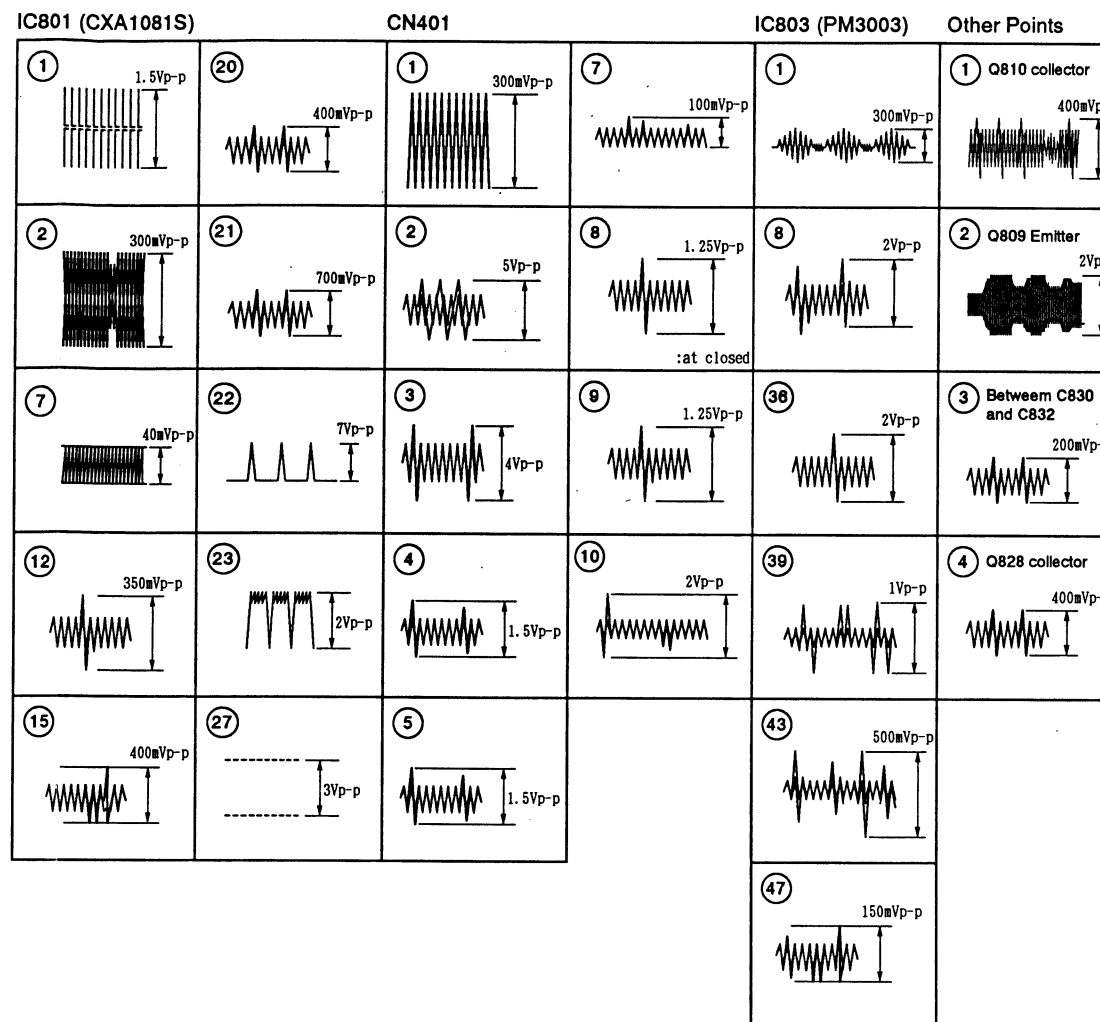 IC801 (CXA1081S) CN401 IC803 (PM3003) Other Points
1 1.5Vp-p
20 400mVp-p
1 300mVp-p
7 100mVp-p
1 300mVp-p
1 Q810 collector
400mVp
2 300mVp-p
21 700mVp-p
2 5Vp-p
8 1.25Vp-p
:at closed
8 2Vp-p
2 Q809 Emitter
2Vp
7 40mVp-p
22 7Vp-p
3 4Vp-p
9 1.25Vp-p
36 2Vp-p
3 Betweem C830
and C832
200mVp-
12 350mVp-p
23 2Vp-p
4 1.5Vp-p
10 2Vp-p
39 1Vp-p
4 Q828 collector
400mVp-
15 400mVp-p
27 3Vp-p
5 1.5Vp-p
43 500mVp-p
47 150mVp-p